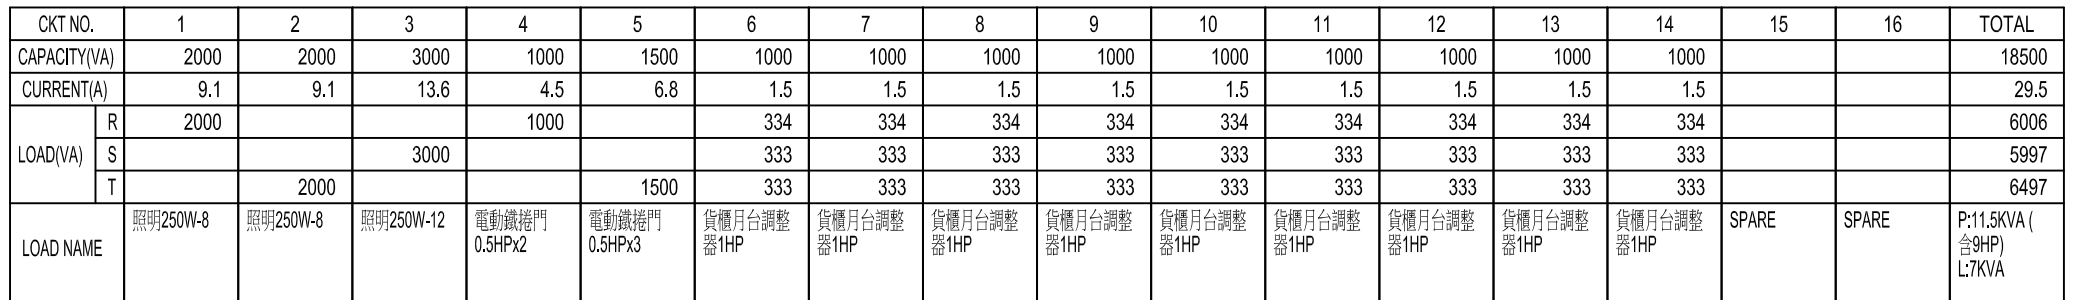 CKT NO. 1 2 3 4 5 6 7 8 9 10 11 12 13 14 15 16 TOTAL
CAPACITY(VA) 2000 2000 3000 1000 1500 1000 1000 1000 1000 1000 1000 1000 1000 1000 18500
CURRENT(A) 9.1 9.1 13.6 4.5 6.8 1.5 1.5 1.5 1.5 1.5 1.5 1.5 1.5 1.5 29.5
LOAD(VA)
R 2000 1000 334 334 334 334 334 334 334 334 334 6006
S 3000 333 333 333 333 333 333 333 333 333 5997
T 2000 1500 333 333 333 333 333 333 333 333 333 6497
LOAD NAME
照明250W-8
照明250W-8
照明250W-12
電動鐵捲門
0.5HPx2
電動鐵捲門
0.5HPx3
貨櫃月台調整
器1HP
貨櫃月台調整
器1HP
貨櫃月台調整
器1HP
貨櫃月台調整
器1HP
貨櫃月台調整
器1HP
貨櫃月台調整
器1HP
貨櫃月台調整
器1HP
貨櫃月台調整
器1HP
貨櫃月台調整
器1HP
SPARE
SPARE
P:11.5KVA (
含9HP)
L:7KVA